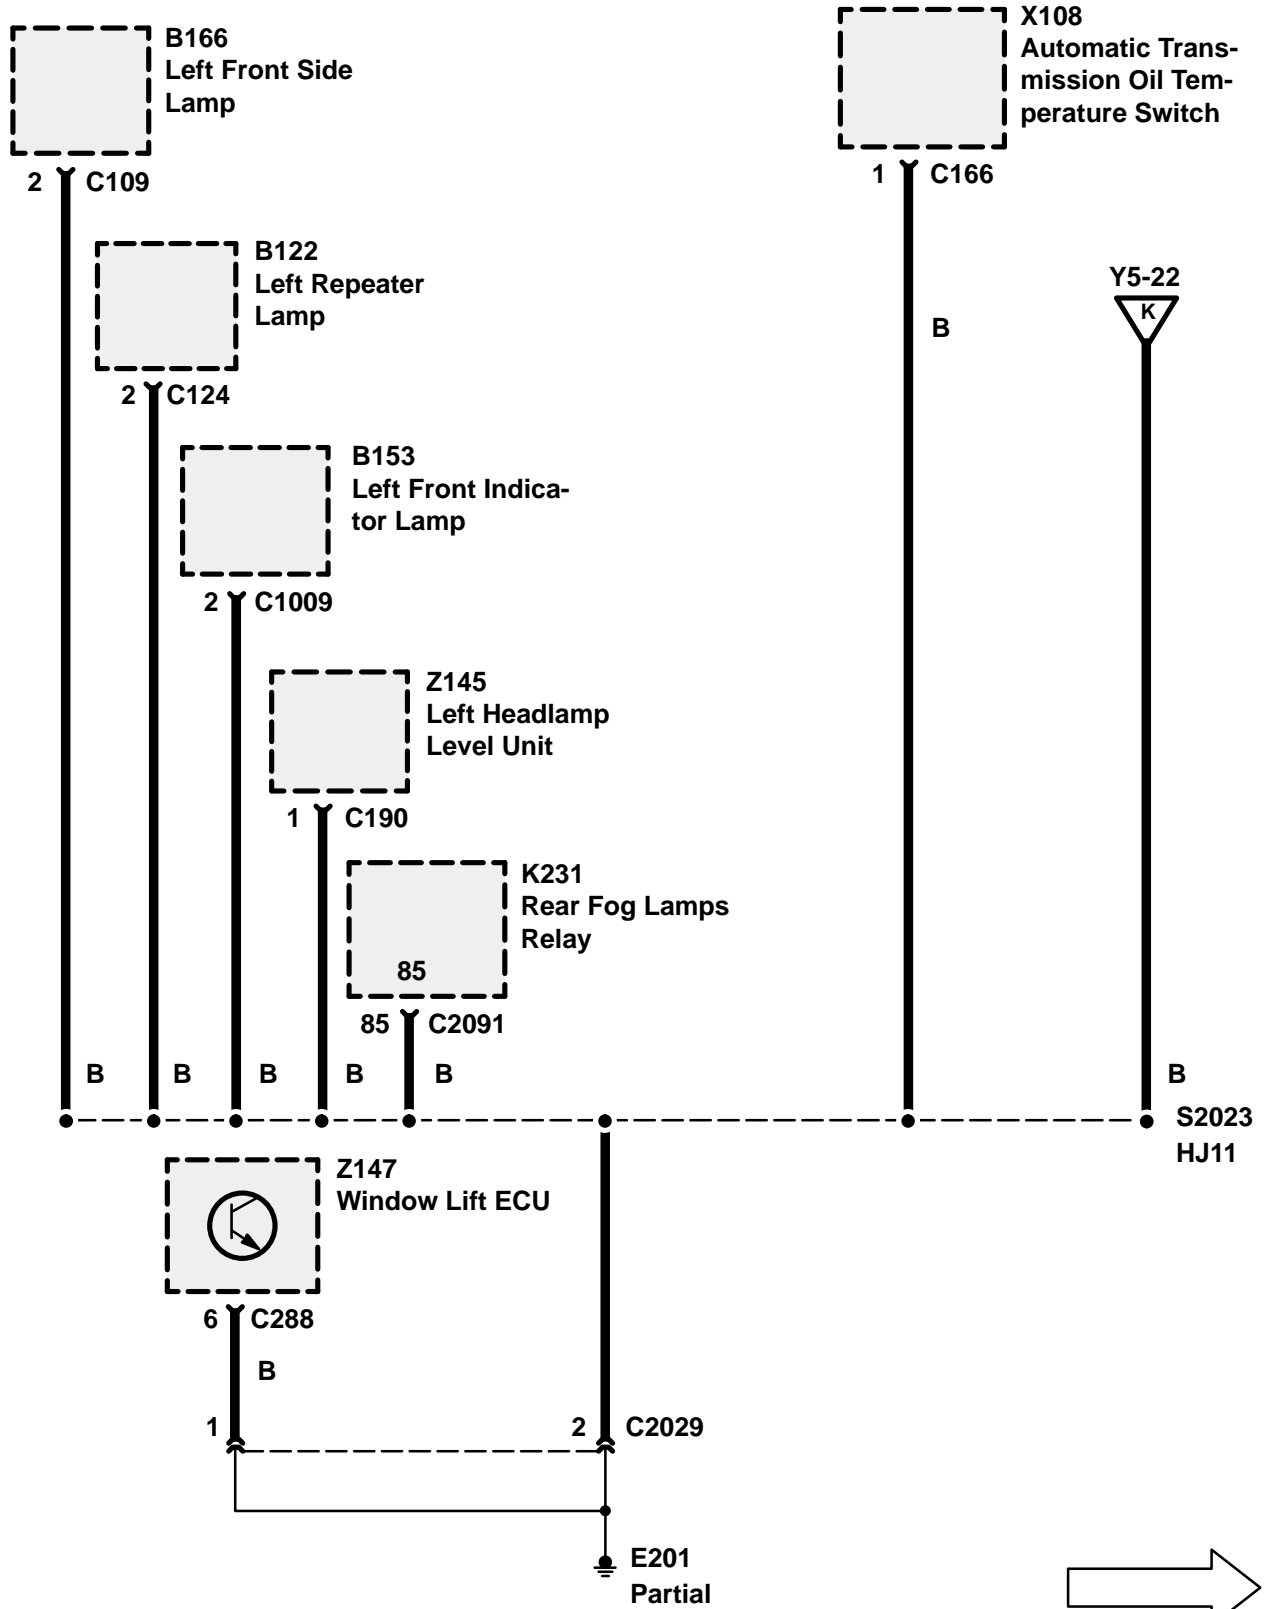 B166
Left Front Side
Lamp
2 C109
X108
Automatic Trans-
mission Oil Tem-
perature Switch
1 C166
B122
Left Repeater
Lamp
2 C124
Y5-22
K
B
B153
Left Front Indica-
tor Lamp
2 C1009
Z145
Left Headlamp
Level Unit
1 C190
K231
Rear Fog Lamps
Relay
85
85 C2091
B B B B B B
S2023
HJ11
Z147
Window Lift ECU
6 C288
B
1 2 C2029
E201
Partial